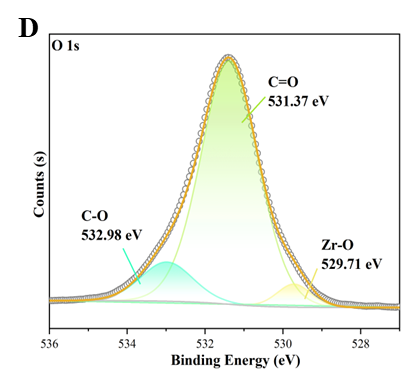 D
O 1s
C=O
531.37 eV
C-O
532.98 eV
Zr-O
529.71 eV
Counts (s)
536 534 532 530 528
Binding Energy (eV)